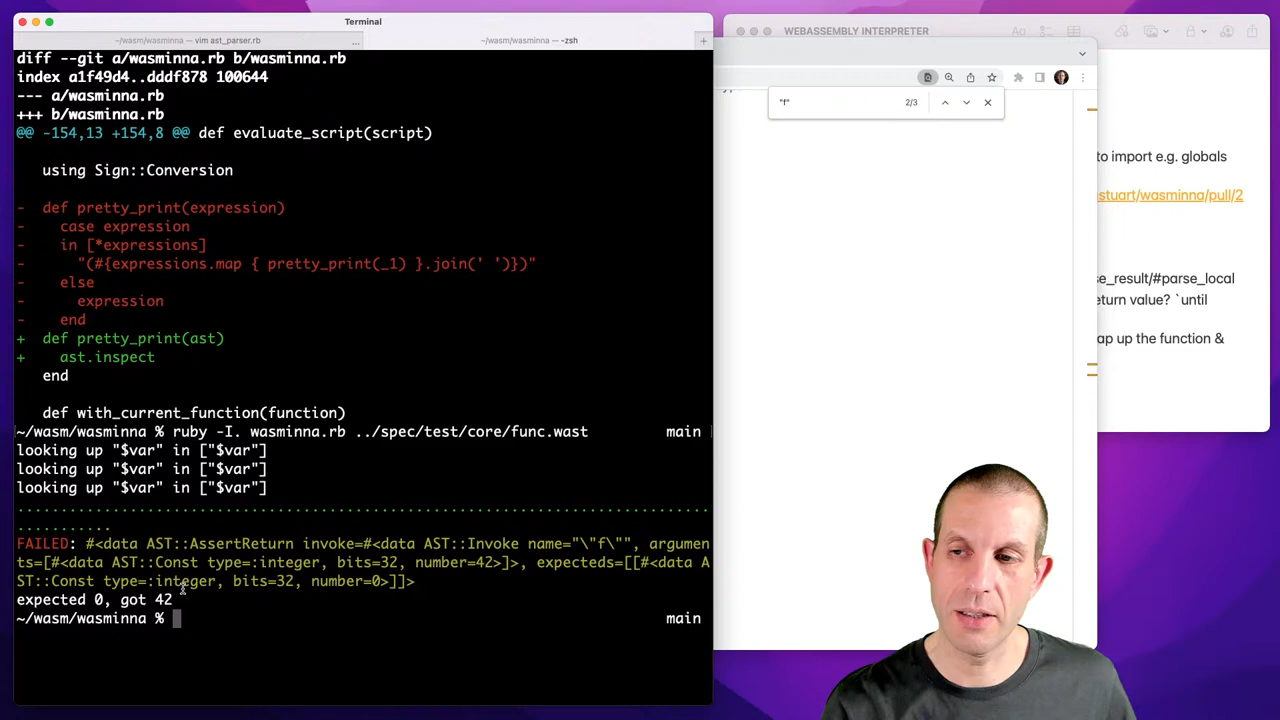 Terminal
~/wasm/wasminna — vim ast_parser.rb ...
~/wasm/wasminna — -zsh
+
diff --git a/wasminna.rb b/wasminna.rb
index a1f49d4..dddf878 100644
--- a/wasminna.rb
+++ b/wasminna.rb
@@ -154,13 +154,8 @@ def evaluate_script(script)
using Sign::Conversion
- def pretty_print(expression)
- case expression
- in [*expressions]
- "(#{expressions.map { pretty_print(_1) }.join(' ')})"
- else
- expression
- end
+ def pretty_print(ast)
+ ast.inspect
end
def with_current_function(function)
~/wasm/wasminna % ruby -I. wasminna.rb ../spec/test/core/func.wast main
looking up "$var" in ["$var"]
looking up "$var" in ["$var"]
looking up "$var" in ["$var"]
FAILED: #<data AST::AssertReturn invoke=#<data AST::Invoke name="\"f\"", argumen
ts=[#<data AST::Const type=:integer, bits=32, number=42>]>, expecteds=[[#<data A
ST::Const type=:integer, bits=32, number=0>]]>
expected 0, got 42
~/wasm/wasminna % main
WEBASSEMBLY INTERPRETER
Aa
"f" 2/3
to import e.g. globals
nstuart/wasminna/pull/2
se_result/#parse_local
eturn value? `until
ap up the function &